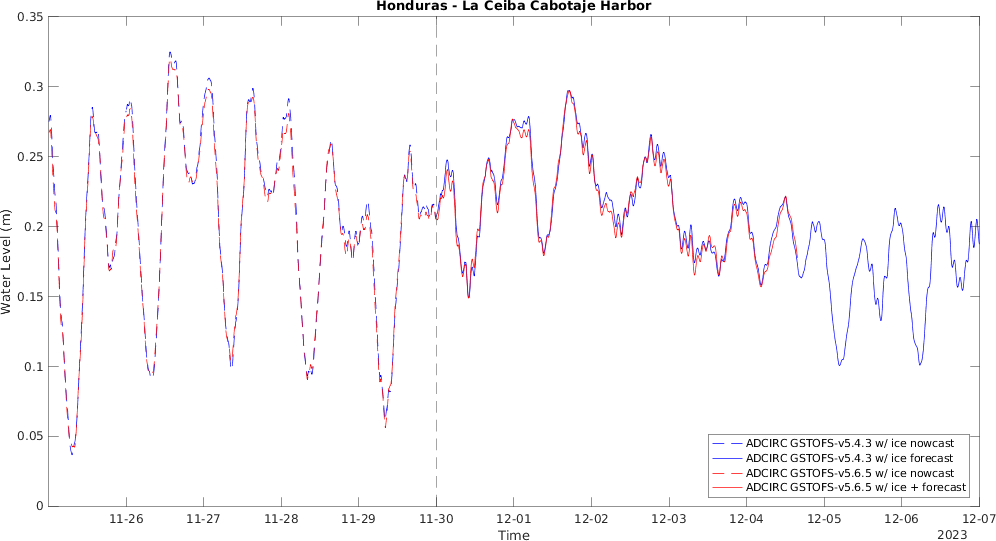 Honduras - La Ceiba Cabotaje Harbor
0.35
0.3
0.25
0.2
0.15
0.1
0.05
0
Water Level (m)
11-26 11-27 11-28 11-29 11-30 12-01 12-02 12-03 12-04 12-05 12-06 12-07
Time
2023
ADCIRC GSTOFS-v5.4.3 w/ ice nowcast
ADCIRC GSTOFS-v5.4.3 w/ ice forecast
ADCIRC GSTOFS-v5.6.5 w/ ice nowcast
ADCIRC GSTOFS-v5.6.5 w/ ice + forecast